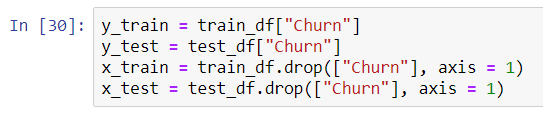 In [30]: y_train = train_df["Churn"]
y_test = test_df["Churn"]
x_train = train_df.drop(["Churn"], axis = 1)
x_test = test_df.drop(["Churn"], axis = 1)